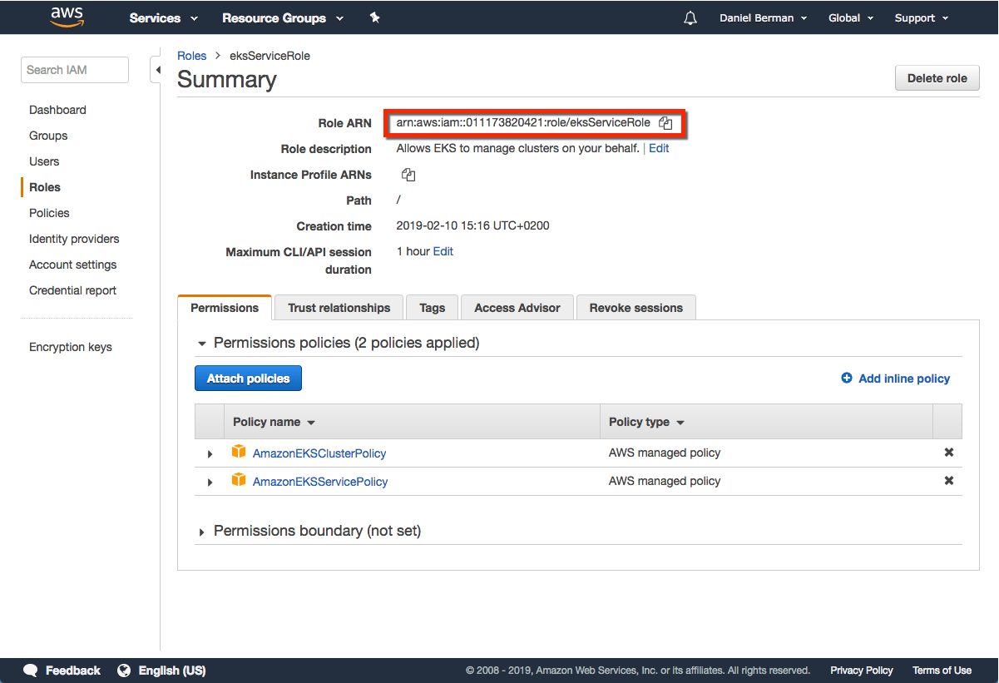 aws Services Resource Groups Daniel Berman Global Support
Search IAM
Dashboard
Groups
Users
Roles
Policies
Identity providers
Account settings
Credential report
Encryption keys
Roles > eksServiceRole
Summary
Delete role
Role ARN arn:aws:iam::011173820421:role/eksServiceRole
Role description Allows EKS to manage clusters on your behalf. | Edit
Instance Profile ARNs
Path /
Creation time 2019-02-10 15:16 UTC+0200
Maximum CLI/API session 1 hour Edit
duration
Permissions Trust relationships Tags Access Advisor Revoke sessions
Permissions policies (2 policies applied)
Attach policies Add inline policy
Policy name Policy type
AmazonEKSClusterPolicy AWS managed policy
AmazonEKSServicePolicy AWS managed policy
Permissions boundary (not set)
Feedback English (US) © 2008 - 2019, Amazon Web Services, Inc. or its affiliates. All rights reserved. Privacy Policy Terms of Use